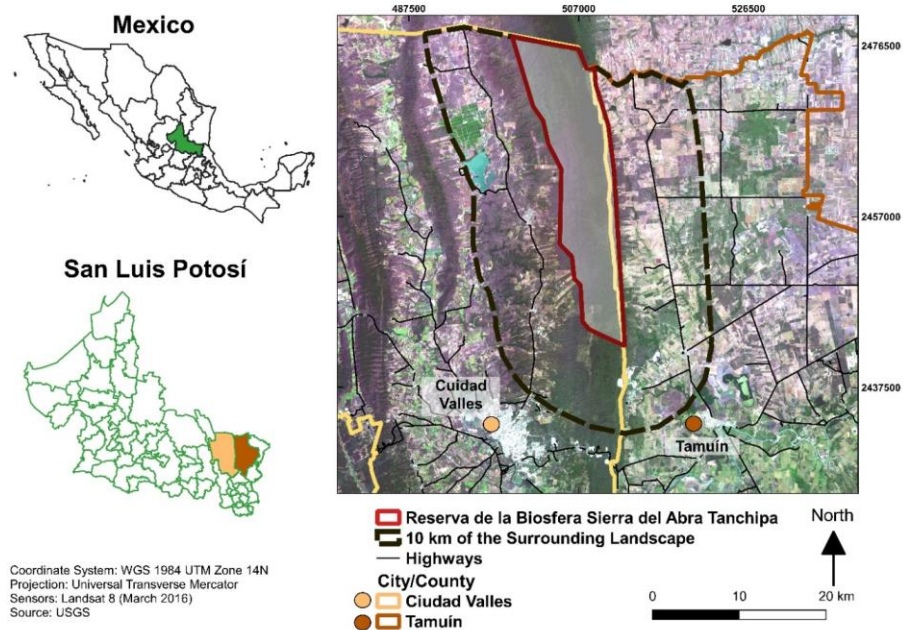 Mexico
San Luis Potosí
Coordinate System: WGS 1984 UTM Zone 14N
Projection: Universal Transverse Mercator
Sensors: Landsat 8 (March 2016)
Source: USGS
487500
507000
526500
2476500
2457000
2437500
Cuidad
Valles
Tamuín
Reserva de la Biosfera Sierra del Abra Tanchipa
10 km of the Surrounding Landscape
Highways
City/County
Ciudad Valles
Tamuín
North
0
10
20 km